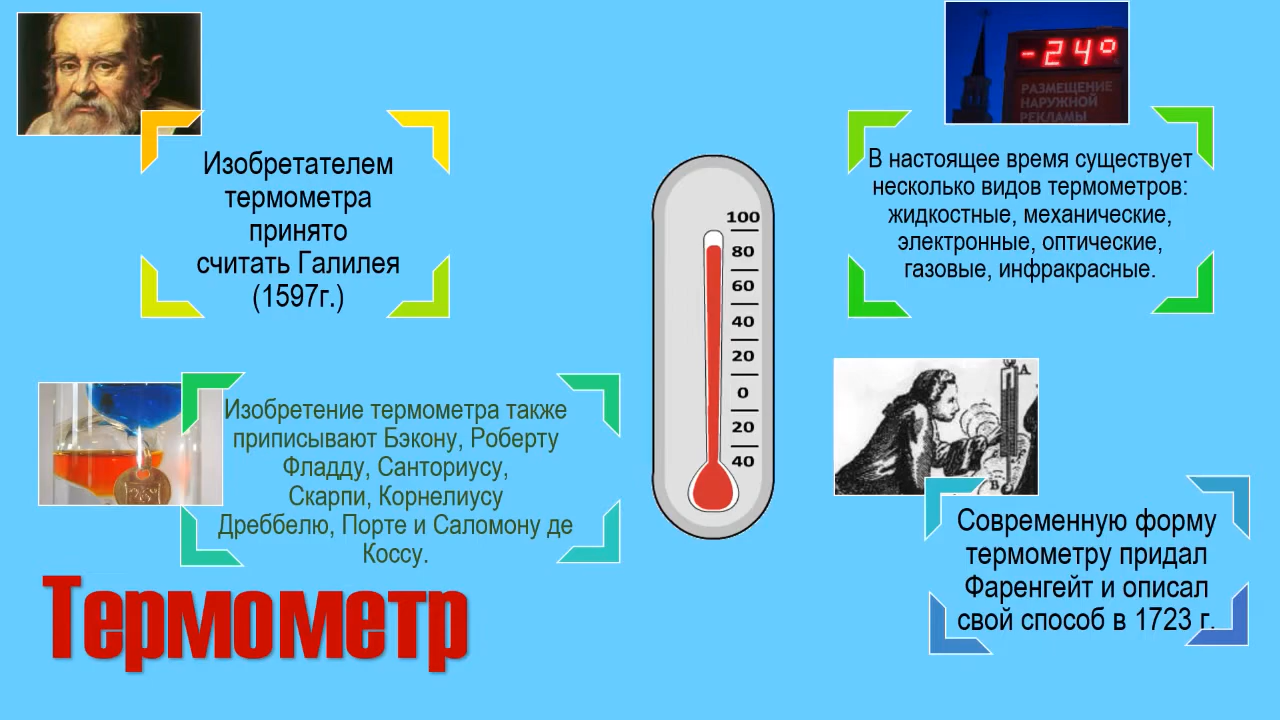 Изобретателем
термометра
принято
считать Галилея
(1597г.)
-24°
РАЗМЕЩЕНИЕ
НАРУЖНОЙ
РЕКЛАМЫ
В настоящее время существует
несколько видов термометров:
жидкостные, механические,
электронные, оптические,
газовые, инфракрасные.
100
80
60
40
20
0
20
40
Изобретение термометра также
приписывают Бэкону, Роберту
Фладду, Санториусу,
Скарпи, Корнелиусу
Дреббелю, Порте и Саломону де
Коссу.
A
B
Современную форму
термометру придал
Фаренгейт и описал
свой способ в 1723 г.
Термометр